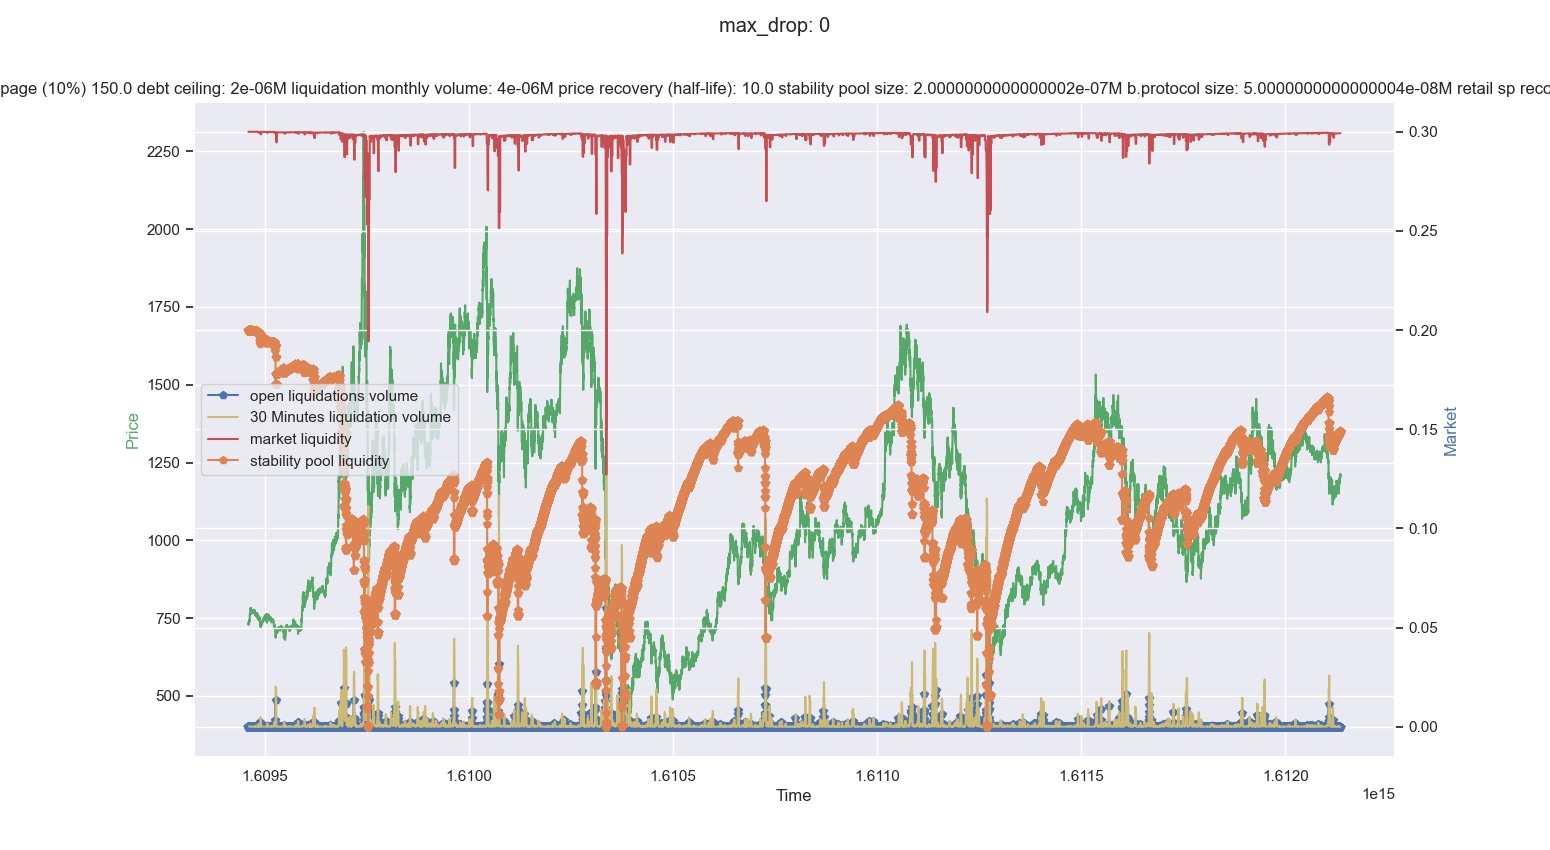 max_drop: 0
page (10%) 150.0 debt ceiling: 2e-06M liquidation monthly volume: 4e-06M price recovery (half-life): 10.0 stability pool size: 2.0000000000000002e-07M b.protocol size: 5.0000000000000004e-08M retail sp reco
2250
2000
1750
1500
1250
1000
750
500
Price
open liquidations volume
30 Minutes liquidation volume
market liquidity
stability pool liquidity
0.30
0.25
0.20
0.15
0.10
0.05
0.00
Market
1.6095 1.6100 1.6105 1.6110 1.6115 1.6120
Time
1e15